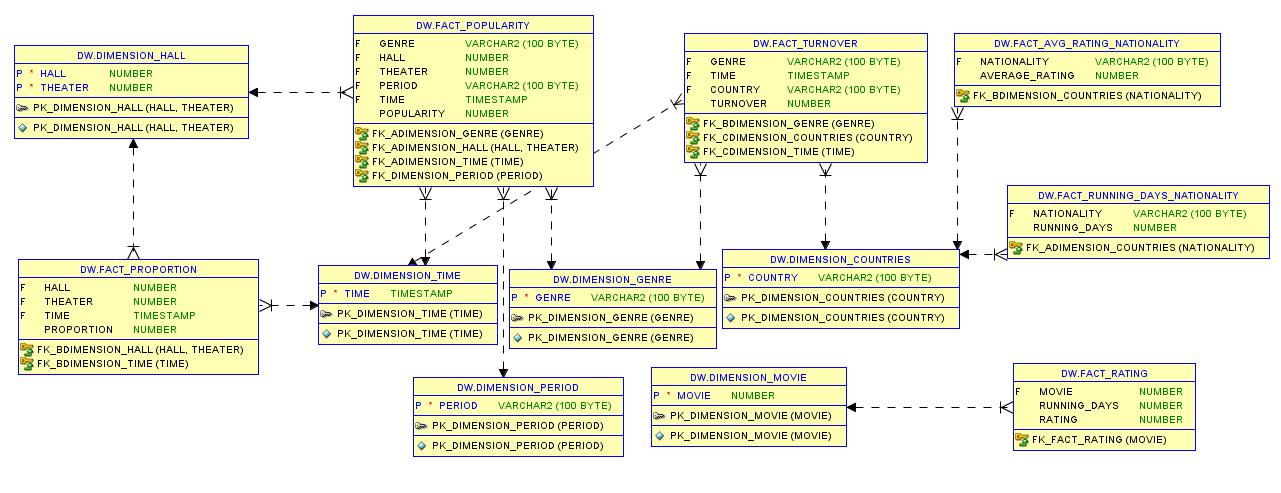 DW.DIMENSION_HALL
P * HALL NUMBER
P * THEATER NUMBER
PK_DIMENSION_HALL (HALL, THEATER)
PK_DIMENSION_HALL (HALL, THEATER)
DW.FACT_POPULARITY
F GENRE VARCHAR2 (100 BYTE)
F HALL NUMBER
F THEATER NUMBER
F PERIOD VARCHAR2 (100 BYTE)
F TIME TIMESTAMP
POPULARITY NUMBER
FK_ADIMENSION_GENRE (GENRE)
FK_ADIMENSION_HALL (HALL, THEATER)
FK_ADIMENSION_TIME (TIME)
FK_DIMENSION_PERIOD (PERIOD)
DW.FACT_TURNOVER
F GENRE VARCHAR2 (100 BYTE)
F TIME TIMESTAMP
F COUNTRY VARCHAR2 (100 BYTE)
TURNOVER NUMBER
FK_BDIMENSION_GENRE (GENRE)
FK_CDIMENSION_COUNTRIES (COUNTRY)
FK_CDIMENSION_TIME (TIME)
DW.FACT_AVG_RATING_NATIONALITY
F NATIONALITY VARCHAR2 (100 BYTE)
AVERAGE_RATING NUMBER
FK_BDIMENSION_COUNTRIES (NATIONALITY)
DW.FACT_RUNNING_DAYS_NATIONALITY
F NATIONALITY VARCHAR2 (100 BYTE)
RUNNING_DAYS NUMBER
FK_ADIMENSION_COUNTRIES (NATIONALITY)
DW.FACT_PROPORTION
F HALL NUMBER
F THEATER NUMBER
F TIME TIMESTAMP
PROPORTION NUMBER
FK_BDIMENSION_HALL (HALL, THEATER)
FK_BDIMENSION_TIME (TIME)
DW.DIMENSION_TIME
P * TIME TIMESTAMP
PK_DIMENSION_TIME (TIME)
PK_DIMENSION_TIME (TIME)
DW.DIMENSION_GENRE
P * GENRE VARCHAR2 (100 BYTE)
PK_DIMENSION_GENRE (GENRE)
PK_DIMENSION_GENRE (GENRE)
DW.DIMENSION_COUNTRIES
P * COUNTRY VARCHAR2 (100 BYTE)
PK_DIMENSION_COUNTRIES (COUNTRY)
PK_DIMENSION_COUNTRIES (COUNTRY)
DW.DIMENSION_PERIOD
P * PERIOD VARCHAR2 (100 BYTE)
PK_DIMENSION_PERIOD (PERIOD)
PK_DIMENSION_PERIOD (PERIOD)
DW.DIMENSION_MOVIE
P * MOVIE NUMBER
PK_DIMENSION_MOVIE (MOVIE)
PK_DIMENSION_MOVIE (MOVIE)
DW.FACT_RATING
F MOVIE NUMBER
RUNNING_DAYS NUMBER
RATING NUMBER
FK_FACT_RATING (MOVIE)